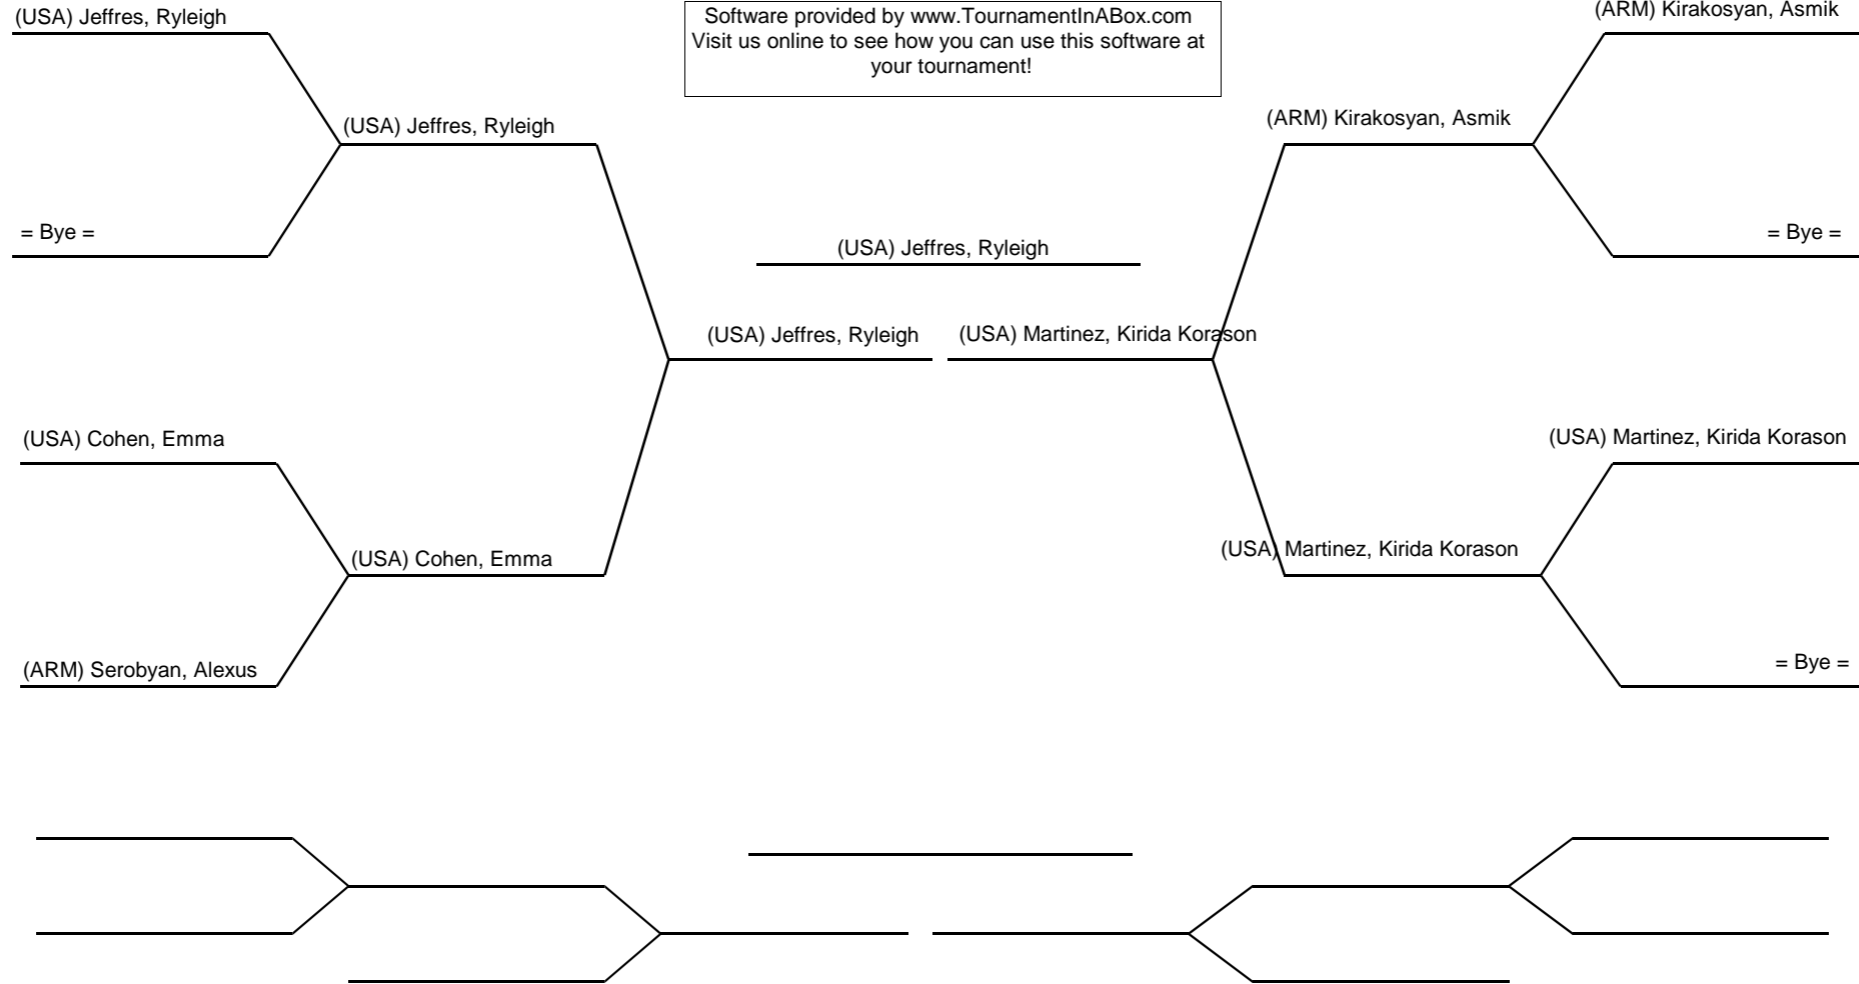 (USA) Jeffres, Ryleigh
Software provided by www.TournamentInABox.com
Visit us online to see how you can use this software at
your tournament!
(ARM) Kirakosyan, Asmik
(USA) Jeffres, Ryleigh
(ARM) Kirakosyan, Asmik
= Bye =
(USA) Jeffres, Ryleigh
= Bye =
(USA) Jeffres, Ryleigh
(USA) Martinez, Kirida Korason
(USA) Cohen, Emma
(USA) Martinez, Kirida Korason
(USA) Cohen, Emma
(USA) Martinez, Kirida Korason
(ARM) Serobyan, Alexus
= Bye =